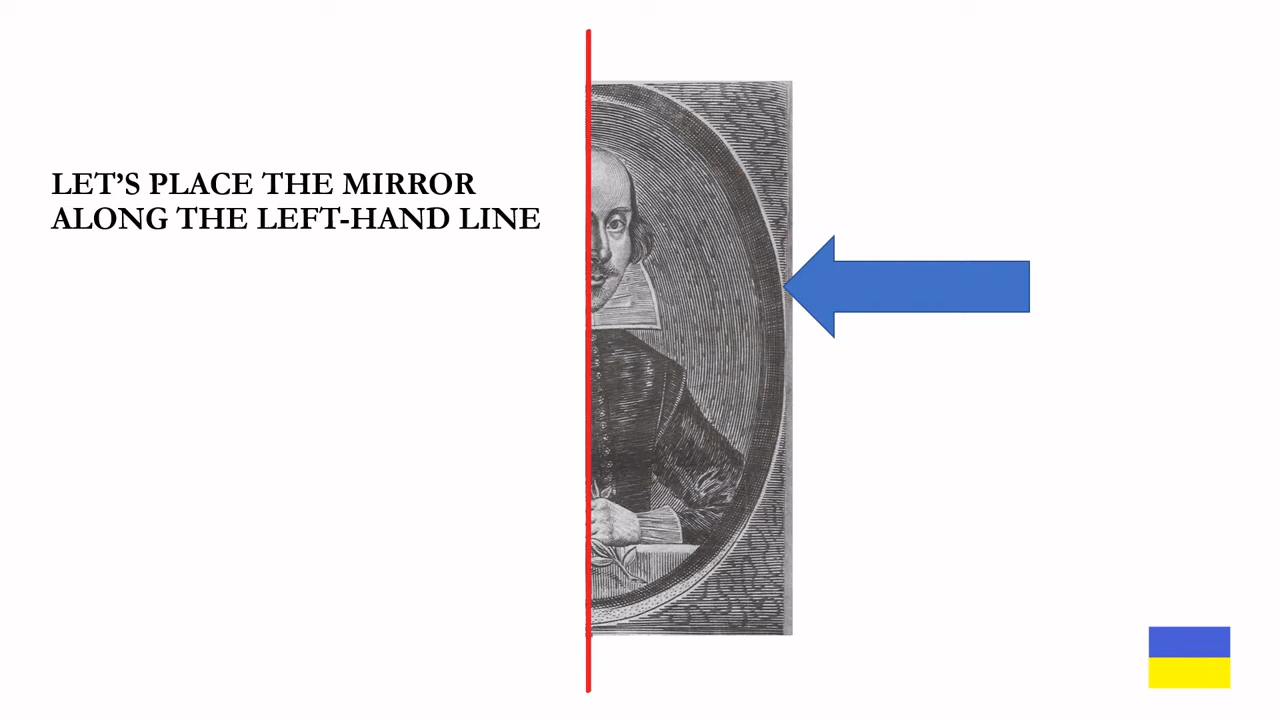 LET’S PLACE THE MIRROR
ALONG THE LEFT-HAND LINE